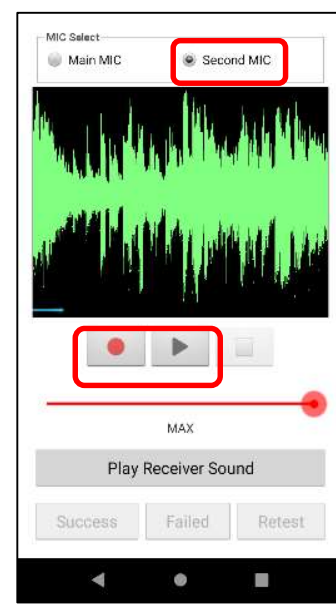 MIC Select
Main MIC Second MIC
MAX
Play Receiver Sound
Success Failed Retest